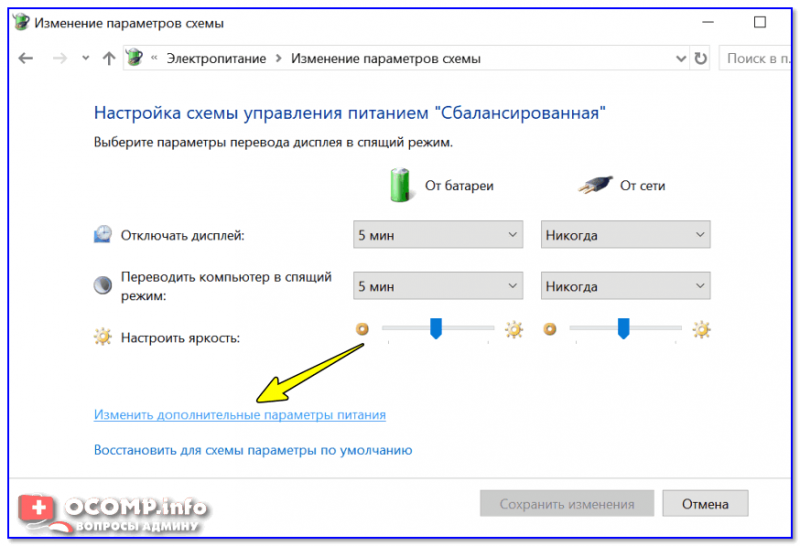 Изменение параметров схемы
« Электропитание > Изменение параметров схемы
Поиск в п...
Настройка схемы управления питанием "Сбалансированная"
Выберите параметры перевода дисплея в спящий режим.
От батареи
От сети
Отключать дисплей:
5 мин
Никогда
Переводить компьютер в спящий
режим:
5 мин
Никогда
Настроить яркость:
Изменить дополнительные параметры питания
Восстановить для схемы параметры по умолчанию
OCOMP.info
ВОПРОСЫ АДМИНУ
Сохранить изменения
Отмена